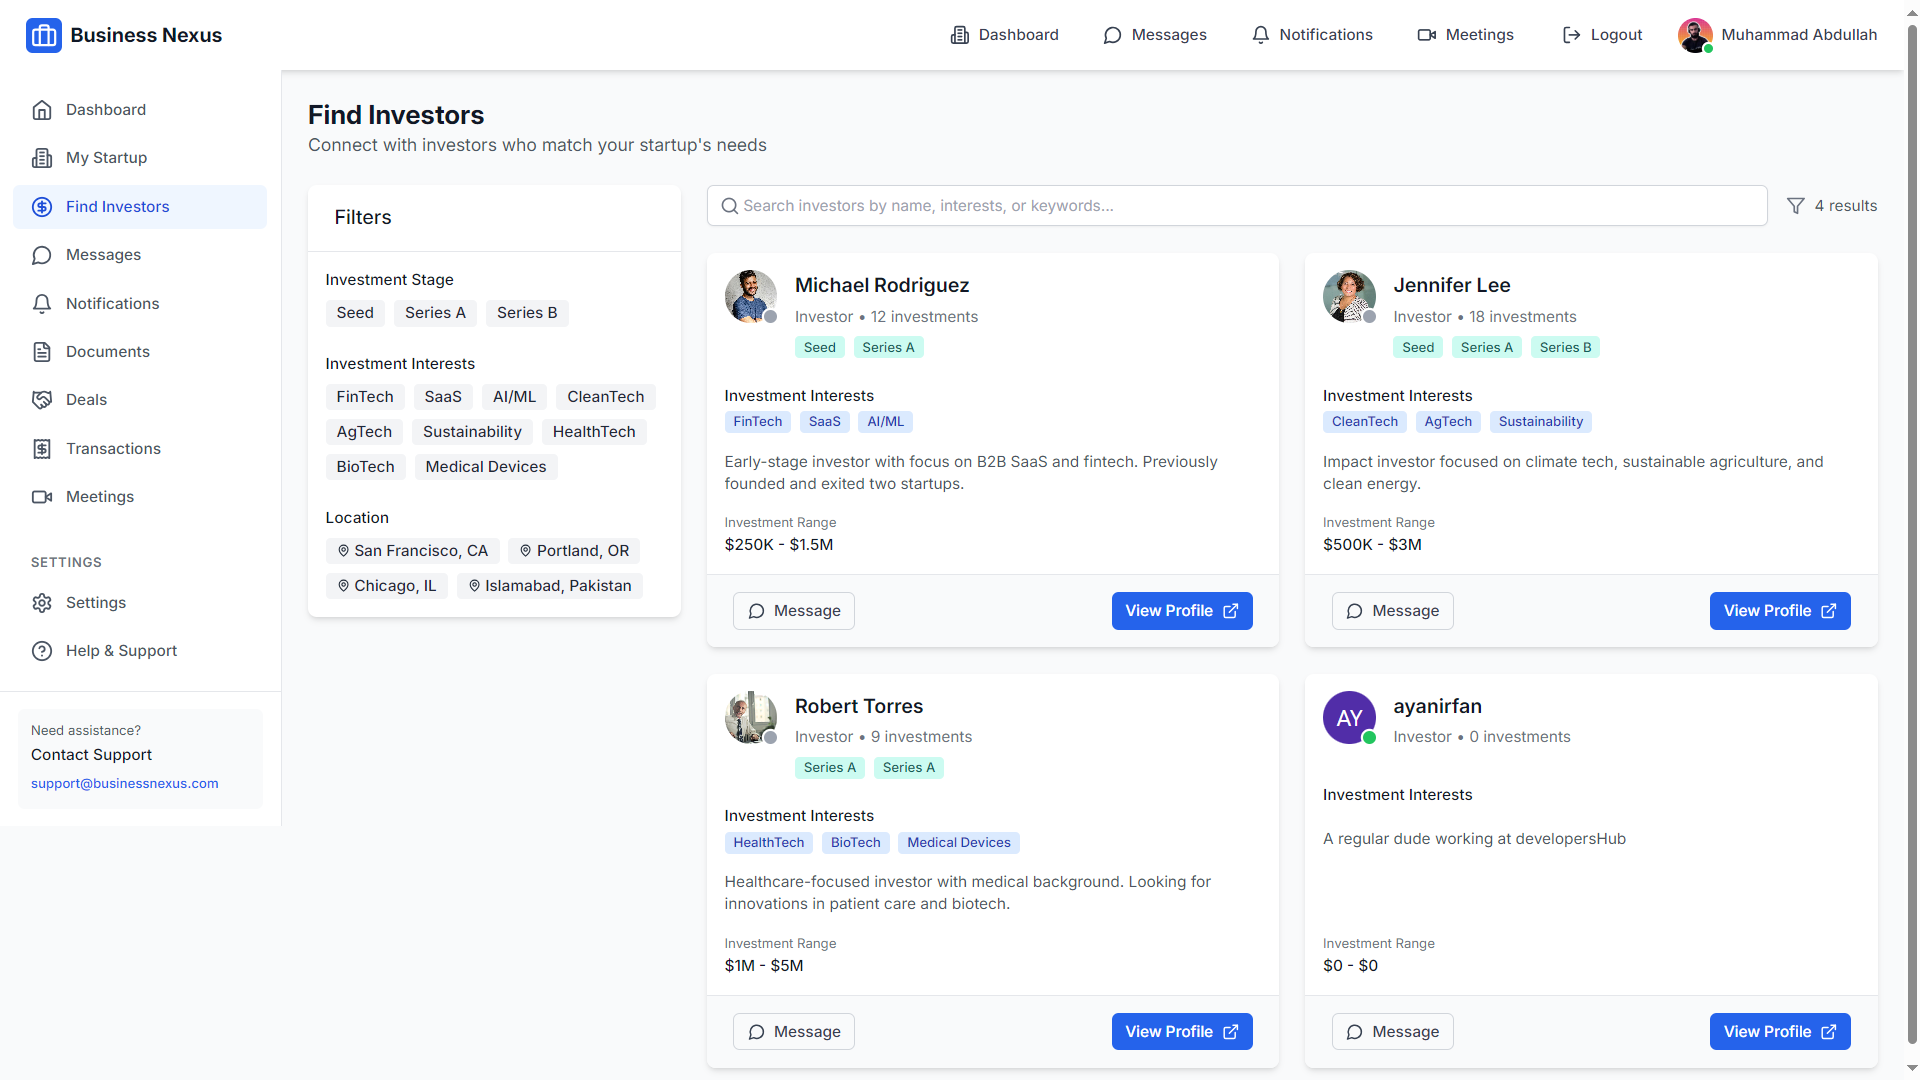 Business Nexus
Dashboard
Messages
Notifications
Meetings
Logout
Muhammad Abdullah
Dashboard
My Startup
Find Investors
Messages
Notifications
Documents
Deals
Transactions
Meetings
SETTINGS
Settings
Help & Support
Need assistance?
Contact Support
support@businessnexus.com
Find Investors
Connect with investors who match your startup's needs
Filters
Investment Stage
Seed Series A Series B
Investment Interests
FinTech SaaS AI/ML CleanTech
AgTech Sustainability HealthTech
BioTech Medical Devices
Location
San Francisco, CA Portland, OR
Chicago, IL Islamabad, Pakistan
Search investors by name, interests, or keywords...
4 results
Michael Rodriguez
Investor • 12 investments
Seed Series A
Investment Interests
FinTech SaaS AI/ML
Early-stage investor with focus on B2B SaaS and fintech. Previously
founded and exited two startups.
Investment Range
$250K - $1.5M
Message View Profile
Jennifer Lee
Investor • 18 investments
Seed Series A Series B
Investment Interests
CleanTech AgTech Sustainability
Impact investor focused on climate tech, sustainable agriculture, and
clean energy.
Investment Range
$500K - $3M
Message View Profile
Robert Torres
Investor • 9 investments
Series A Series A
Investment Interests
HealthTech BioTech Medical Devices
Healthcare-focused investor with medical background. Looking for
innovations in patient care and biotech.
Investment Range
$1M - $5M
Message View Profile
AY
ayanirfan
Investor • 0 investments
Investment Interests
A regular dude working at developersHub
Investment Range
$0 - $0
Message View Profile